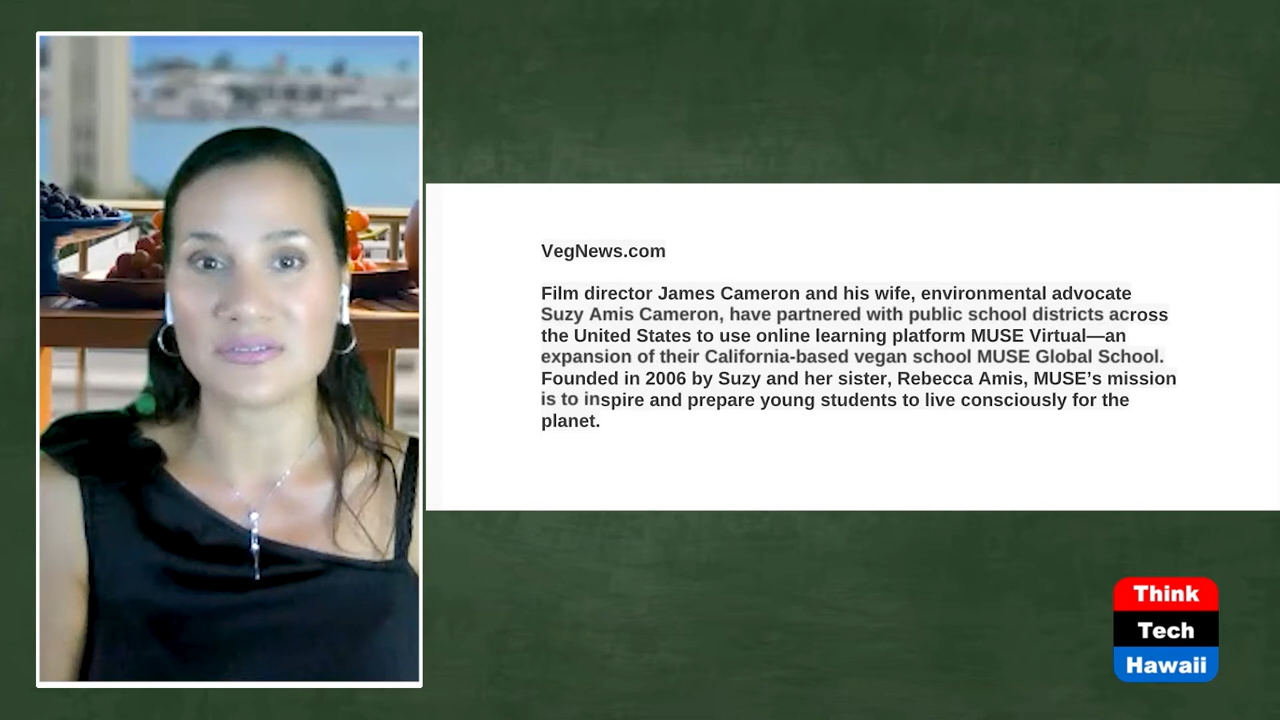 VegNews.com
Film director James Cameron and his wife, environmental advocate
Suzy Amis Cameron, have partnered with public school districts across
the United States to use online learning platform MUSE Virtual—an
expansion of their California-based vegan school MUSE Global School.
Founded in 2006 by Suzy and her sister, Rebecca Amis, MUSE’s mission
is to inspire and prepare young students to live consciously for the
planet.
Think
Tech
Hawaii